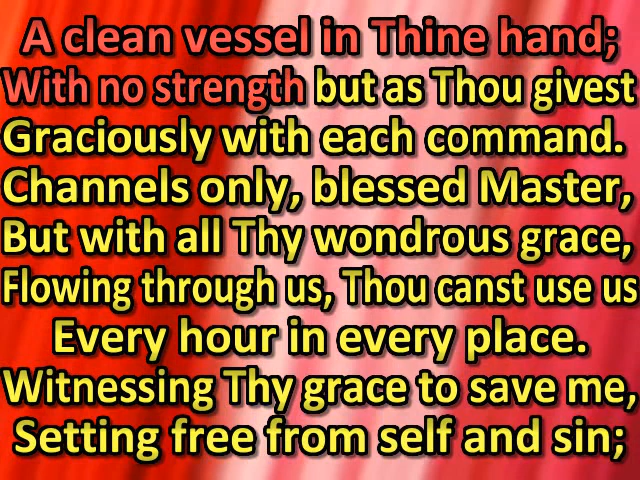 A clean vessel in Thine hand;
With no strength but as Thou givest
Graciously with each command.
Channels only, blessed Master,
But with all Thy wondrous grace,
Flowing through us, Thou canst use us
Every hour in every place.
Witnessing Thy grace to save me,
Setting free from self and sin;